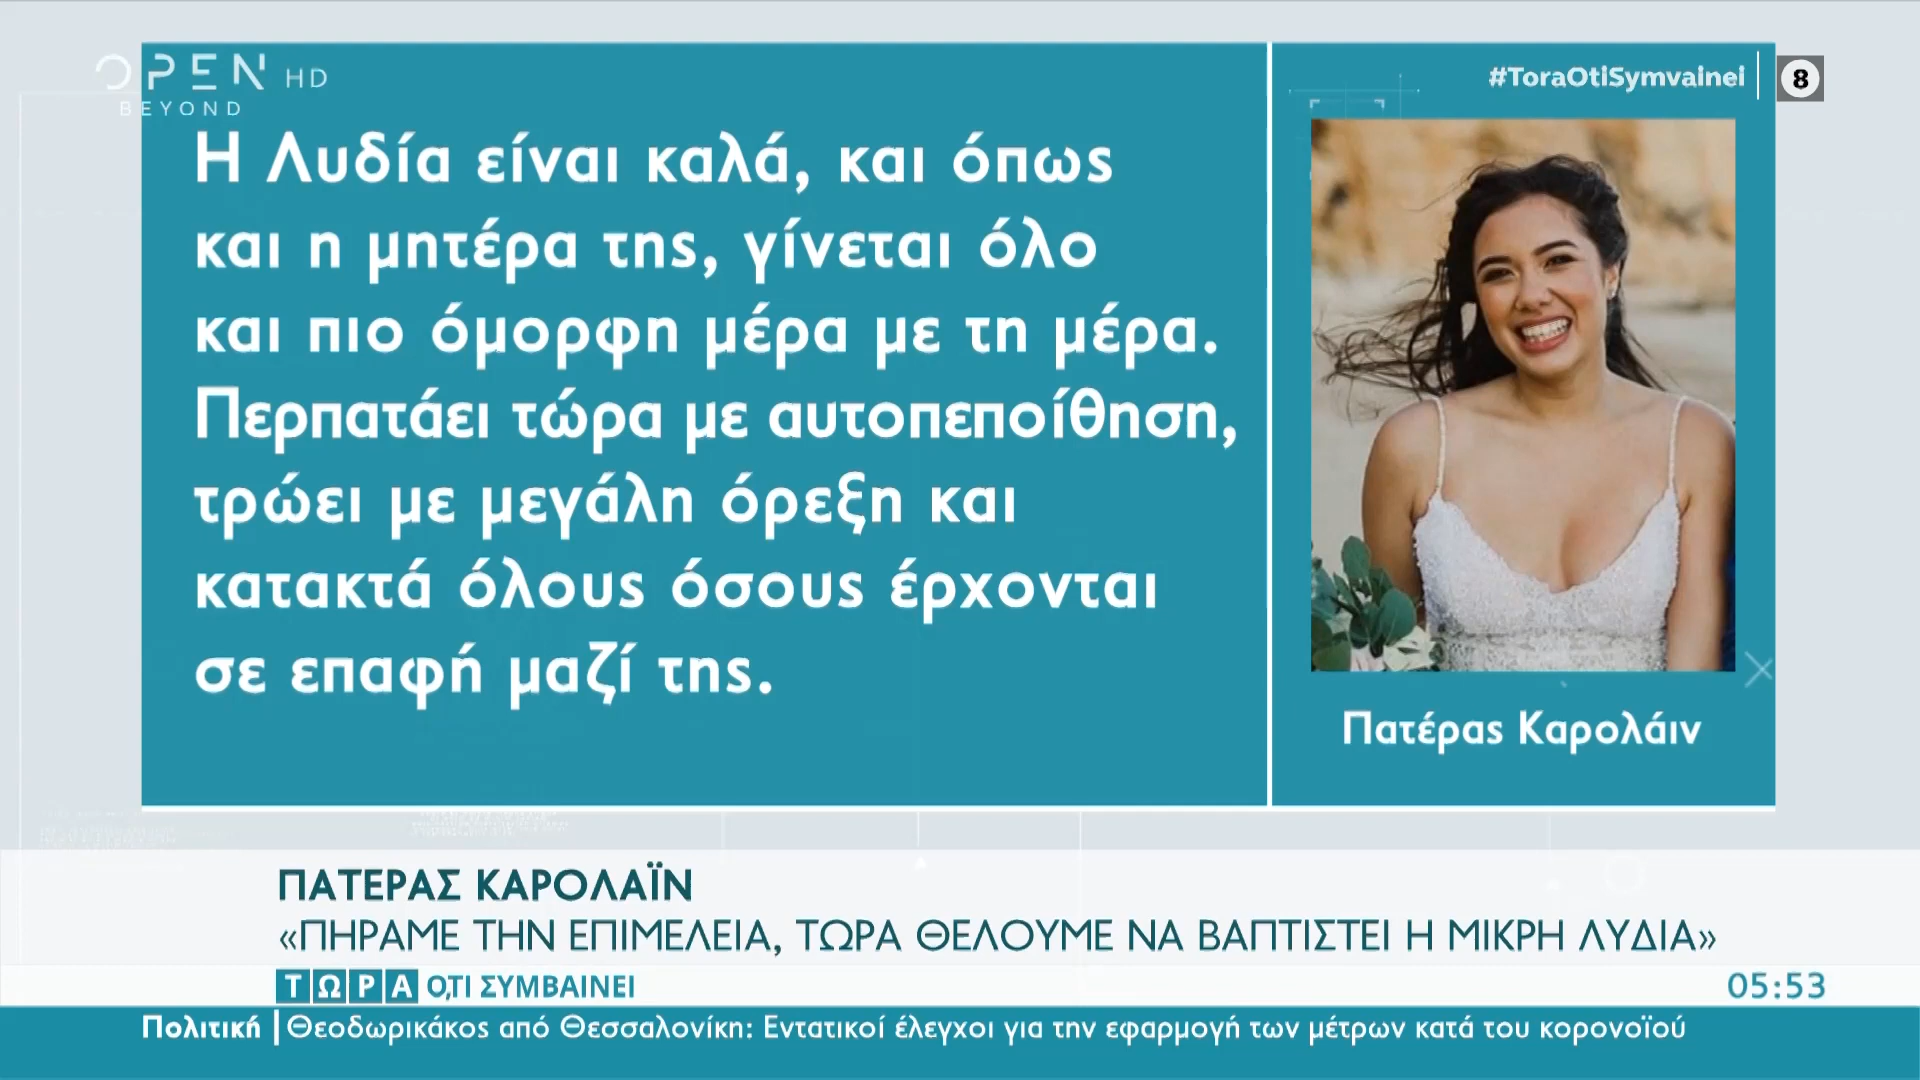 OPEN HD
BEYOND
#ToraOtiSymvainei
8
Η Λυδία είναι καλά, και όπως
και η μητέρα της, γίνεται όλο
και πιο όμορφη μέρα με τη μέρα.
Περπατάει τώρα με αυτοπεποίθηση,
τρώει με μεγάλη όρεξη και
κατακτά όλους όσους έρχονται
σε επαφή μαζί της.
Πατέρας Καρολάιν
ΠΑΤΕΡΑΣ ΚΑΡΟΛΑΪΝ
«ΠΗΡΑΜΕ ΤΗΝ ΕΠΙΜΕΛΕΙΑ, ΤΩΡΑ ΘΕΛΟΥΜΕ ΝΑ ΒΑΠΤΙΣΤΕΙ Η ΜΙΚΡΗ ΛΥΔΙΑ»
ΤΩΡΑ Ο,ΤΙ ΣΥΜΒΑΙΝΕΙ
05:53
Πολιτική | Θεοδωρικάκος από Θεσσαλονίκη: Εντατικοί έλεγχοι για την εφαρμογή των μέτρων κατά του κορονοϊού